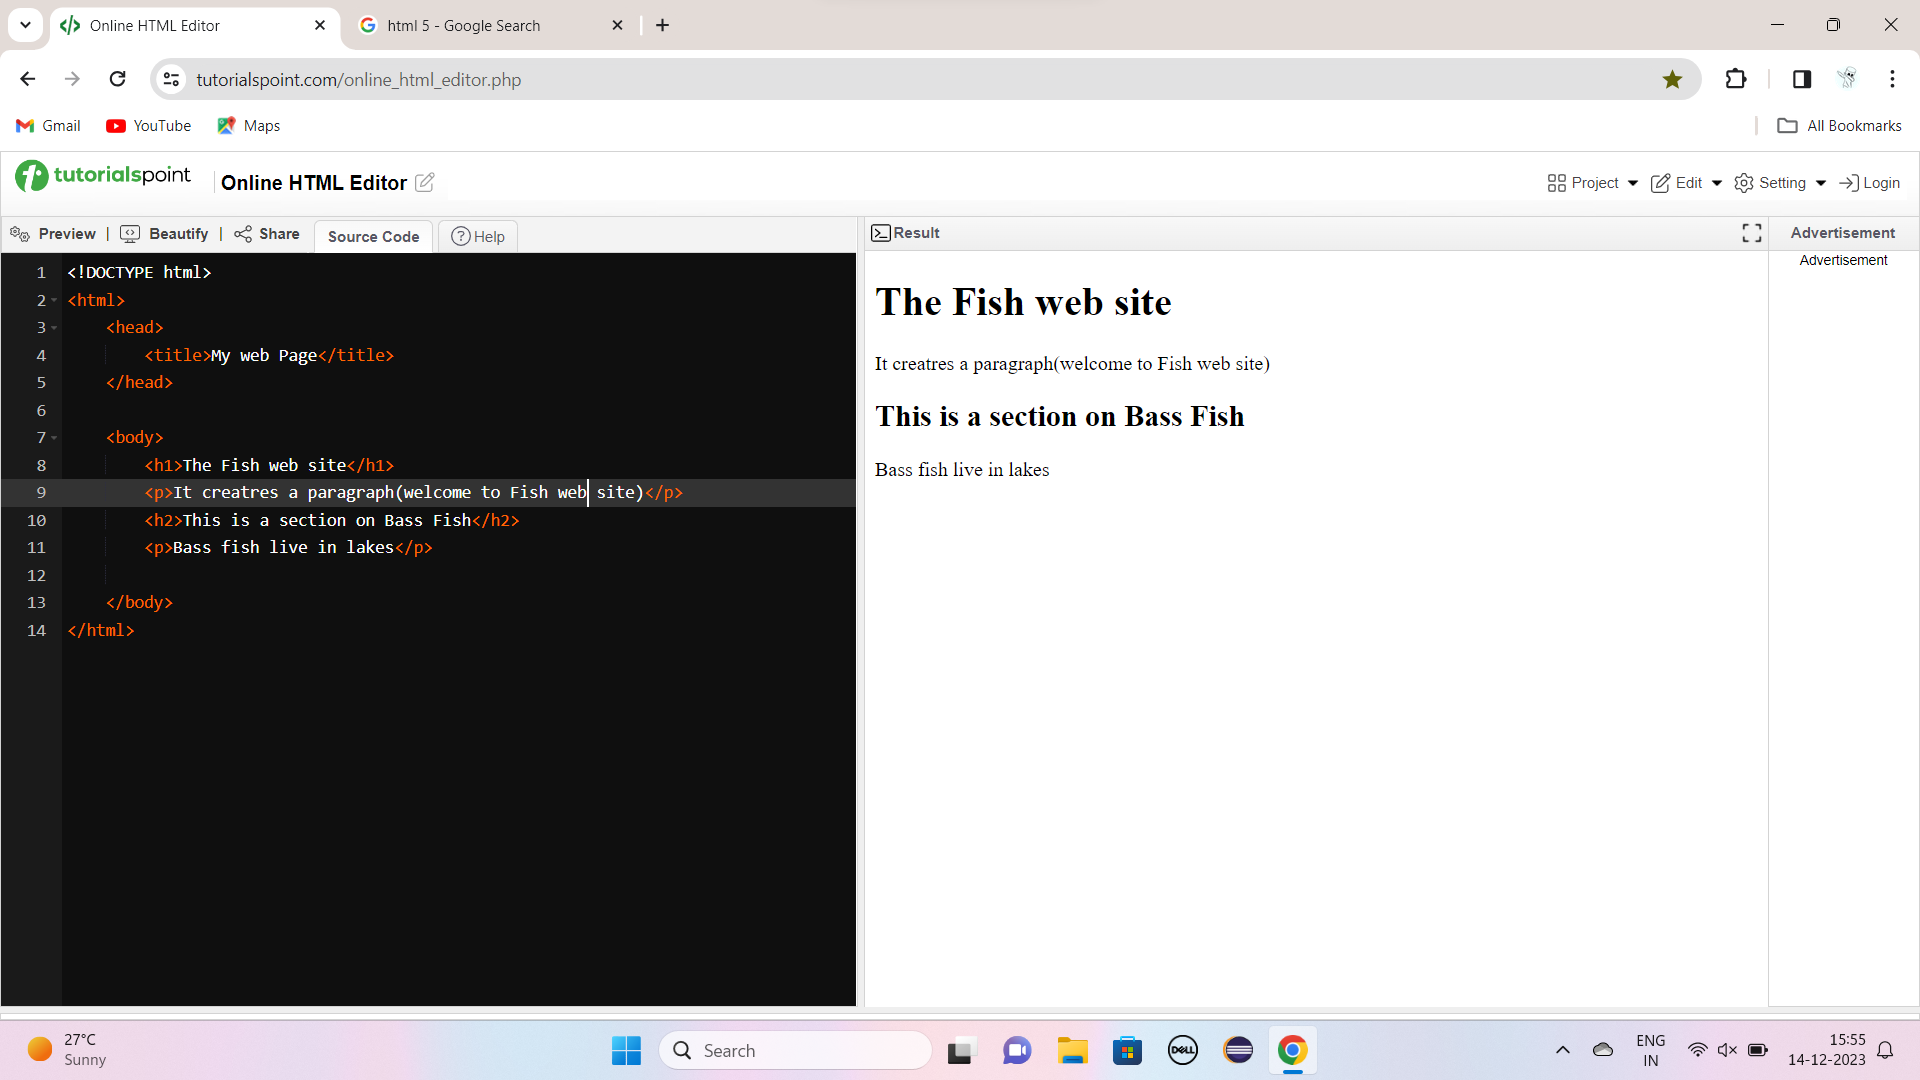 Online HTML Editor
html 5 - Google Search
tutorialspoint.com/online_html_editor.php
Gmail
YouTube
Maps
All Bookmarks
tutorialspoint
Online HTML Editor
Project
Edit
Setting
Login
Preview | Beautify | Share
Source Code
Help
Result
Advertisement
Advertisement
1 <!DOCTYPE html>
2 <html>
3 <head>
4 <title>My web Page</title>
5 </head>
6
7 <body>
8 <h1>The Fish web site</h1>
9 <p>It creatres a paragraph(welcome to Fish web site)</p>
10 <h2>This is a section on Bass Fish</h2>
11 <p>Bass fish live in lakes</p>
12
13 </body>
14 </html>
The Fish web site
It creatres a paragraph(welcome to Fish web site)
This is a section on Bass Fish
Bass fish live in lakes
27°C
Sunny
Search
DELL
ENG
IN
15:55
14-12-2023